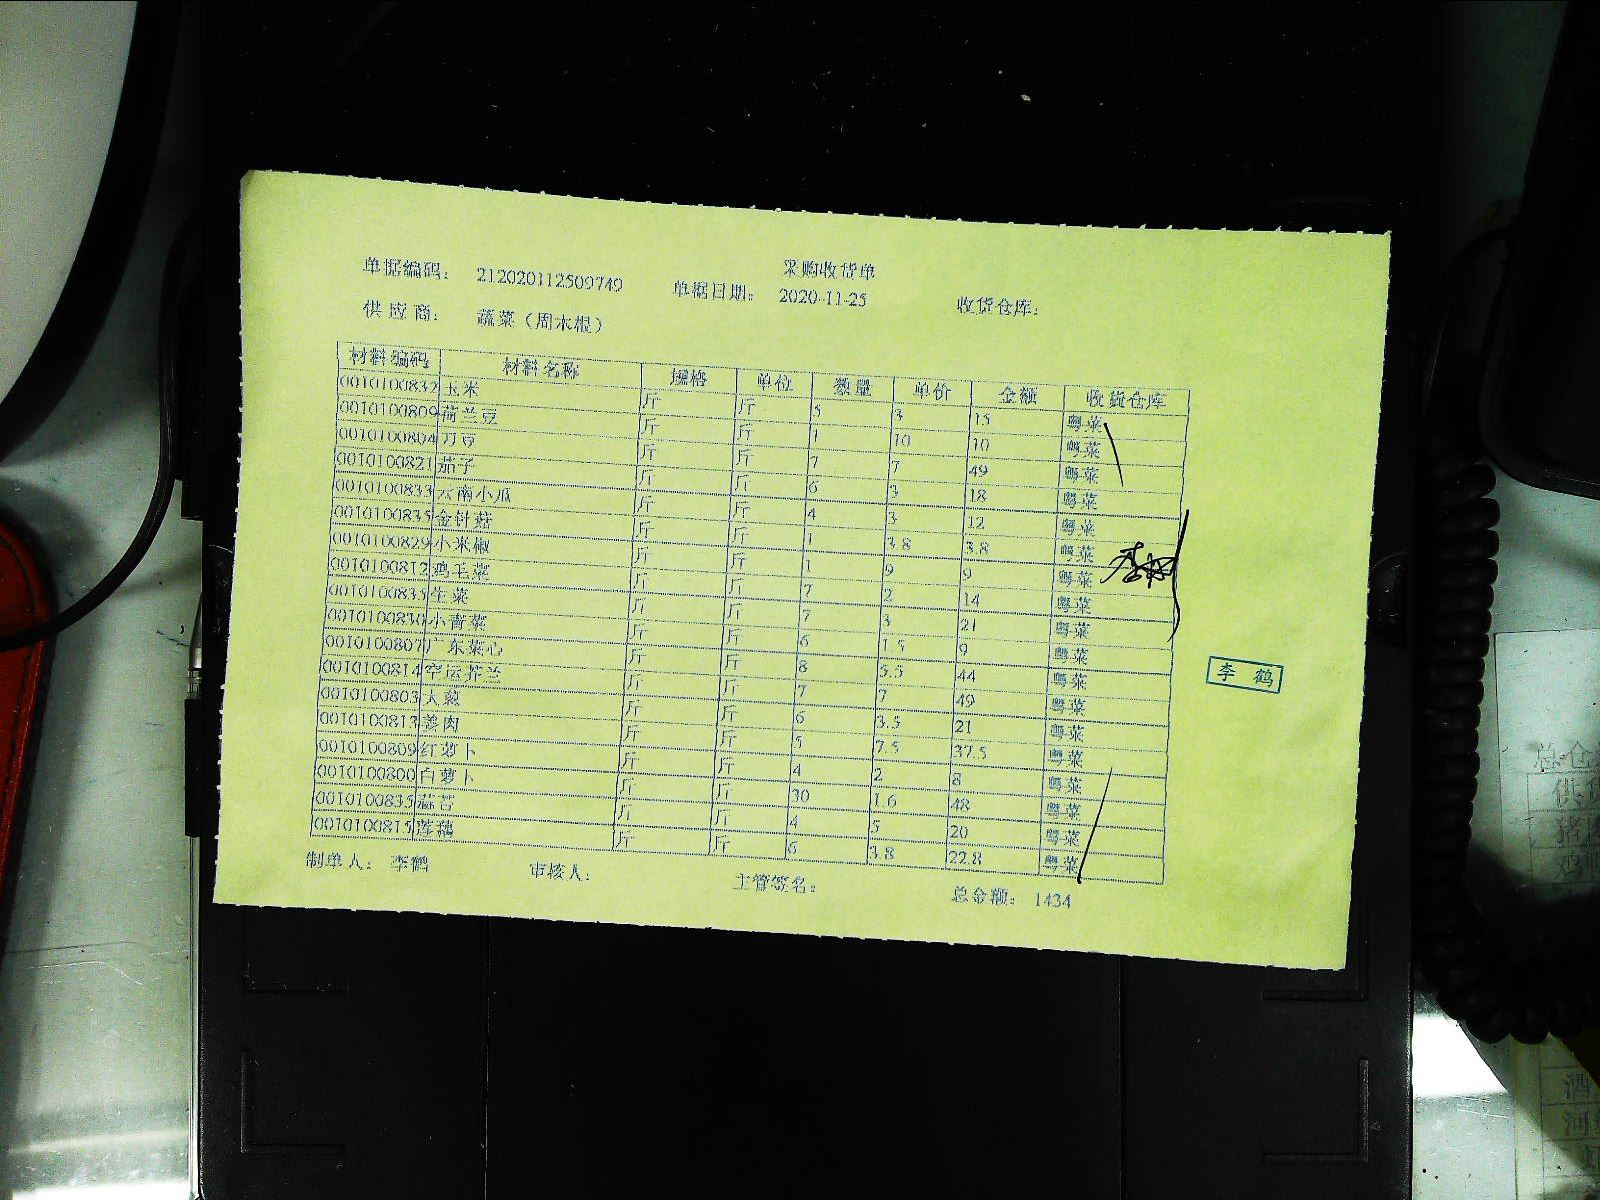 采购收货单
单据编码: 212020112509749 单据日期: 2020-11-25 收货仓库:
供应商: 蔬菜(周木根)
材料编码 材料名称 规格 单位 数量 单价 金额 收货仓库
0010100832 玉米 斤 斤 5 3 15 粤菜
0010100809 荷兰豆 斤 斤 1 10 10 粤菜
0010100804 刀豆 斤 斤 7 7 49 粤菜
0010100821 茄子 斤 斤 6 3 18 粤菜
0010100833 云南小瓜 斤 斤 4 3 12 粤菜
0010100835 金针菇 斤 斤 1 3.8 3.8 粤菜
0010100829 小米椒 斤 斤 1 9 9 粤菜
0010100812 鸡毛菜 斤 斤 7 2 14 粤菜
0010100835 生菜 斤 斤 7 3 21 粤菜
0010100830 小青菜 斤 斤 6 1.5 9 粤菜
0010100807 广东菜心 斤 斤 8 5.5 44 粤菜
0010100814 芥兰 斤 斤 7 7 49 粤菜
0010100803 大葱 斤 斤 6 3.5 21 粤菜
0010100813 姜肉 斤 斤 5 7.5 37.5 粤菜
0010100809 红萝卜 斤 斤 4 2 8 粤菜
0010100800 白萝卜 斤 斤 30 1.6 48 粤菜
0010100835 蒜苔 斤 斤 4 5 20 粤菜
0010100815 莲藕 斤 斤 6 3.8 22.8 粤菜
制单人: 李鹤 审核人: 主管签名: 总金额: 1434
李鹤
总仓
供货
猪
鸡
酒
河